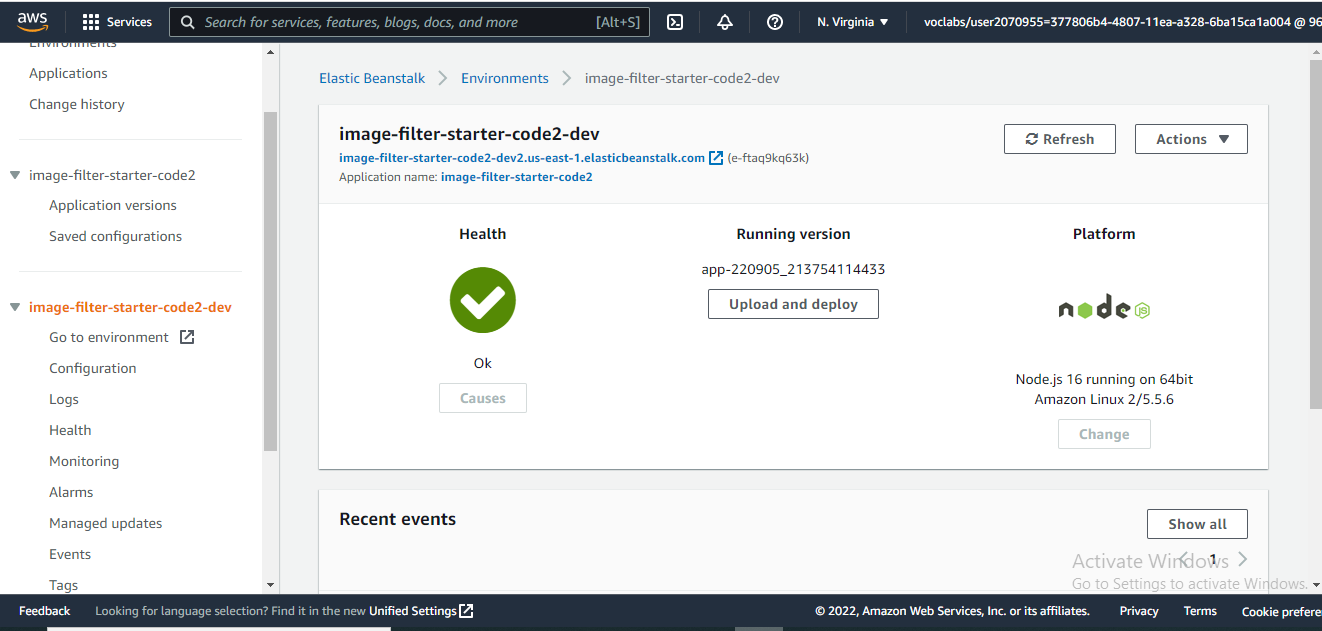 aws
Services
Search for services, features, blogs, docs, and more
[Alt+S]
N. Virginia
voclabs/user2070955=377806b4-4807-11ea-a328-6ba15ca1a004 @ 96
Environments
Applications
Change history
image-filter-starter-code2
Application versions
Saved configurations
image-filter-starter-code2-dev
Go to environment
Configuration
Logs
Health
Monitoring
Alarms
Managed updates
Events
Tags
Elastic Beanstalk
Environments
image-filter-starter-code2-dev
image-filter-starter-code2-dev
image-filter-starter-code2-dev2.us-east-1.elasticbeanstalk.com (e-ftaq9kq63k)
Application name: image-filter-starter-code2
Refresh
Actions
Health
Ok
Causes
Running version
app-220905_213754114433
Upload and deploy
Platform
node JS
Node.js 16 running on 64bit
Amazon Linux 2/5.5.6
Change
Recent events
Show all
1
Activate Windows
Go to Settings to activate Windows.
Feedback
Looking for language selection? Find it in the new Unified Settings
© 2022, Amazon Web Services, Inc. or its affiliates.
Privacy
Terms
Cookie prefere